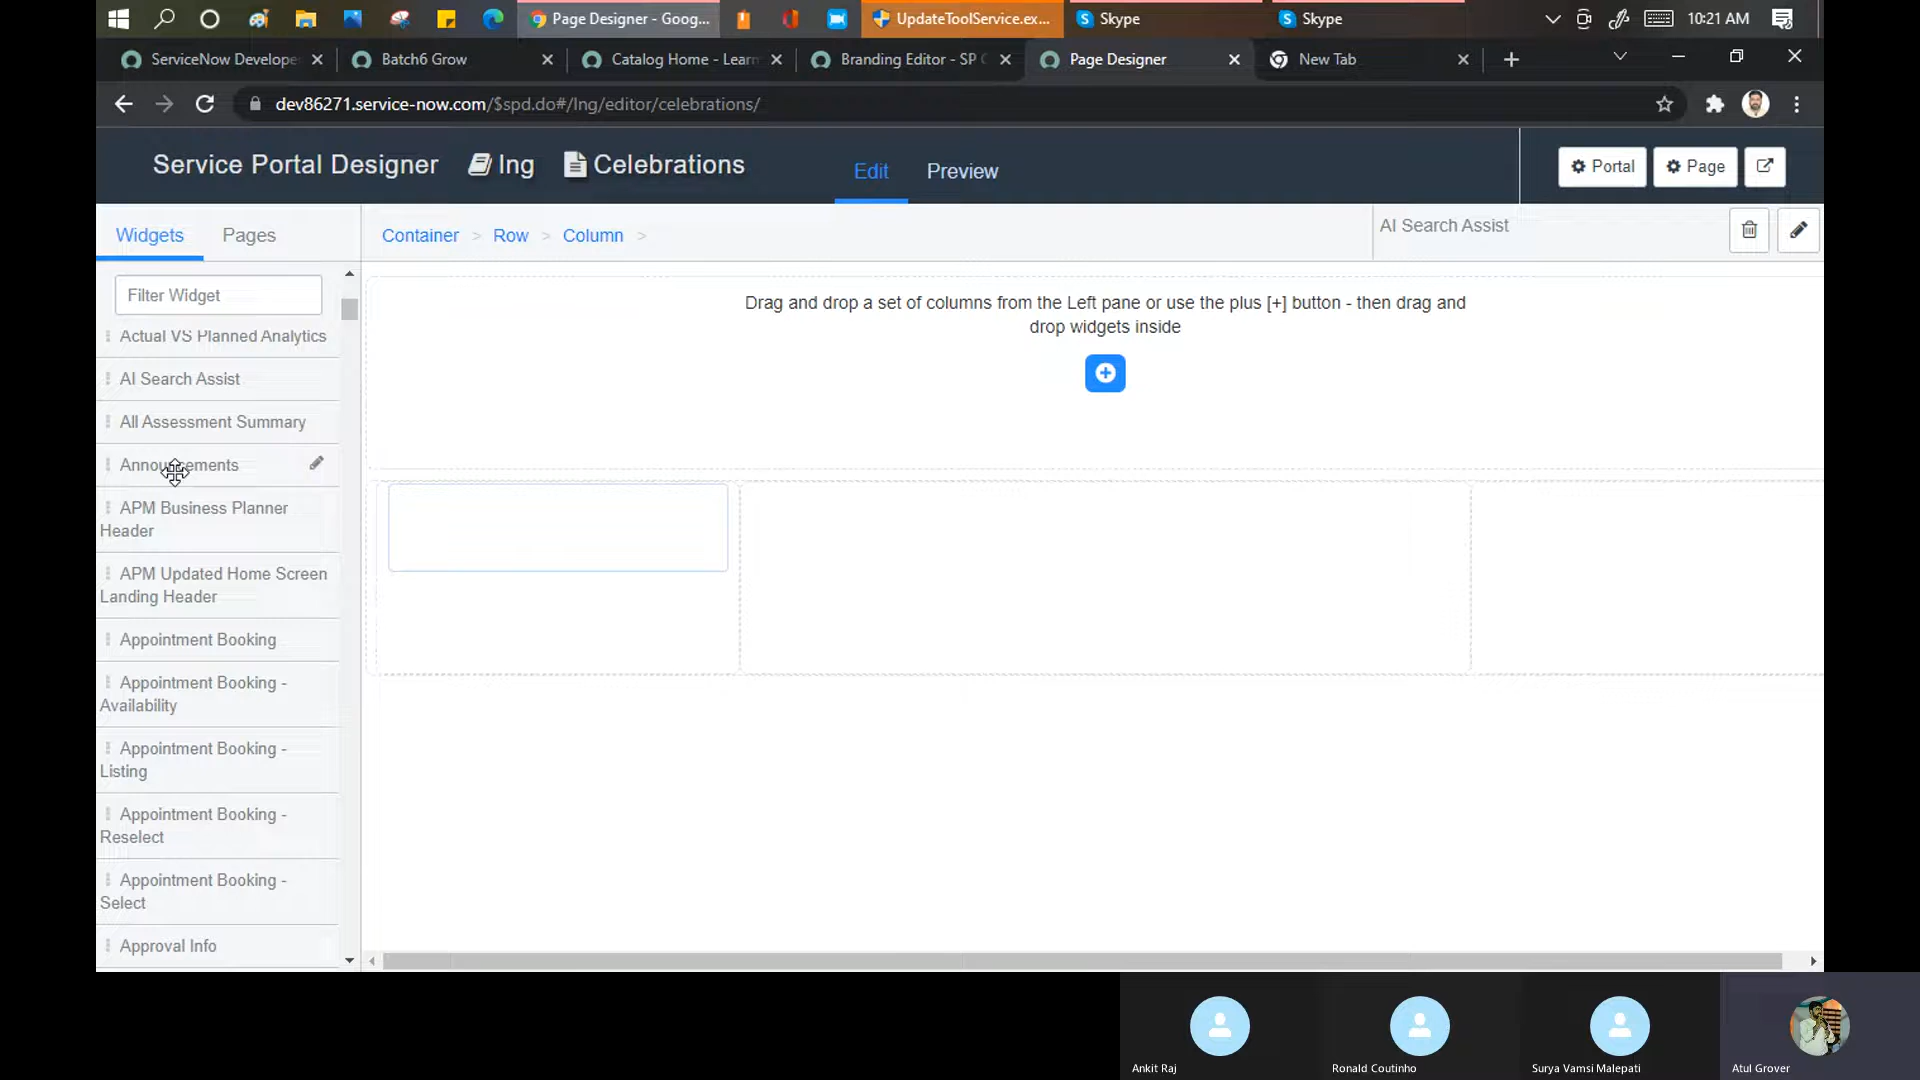 Page Designer - Goog...
UpdateToolService.ex...
Skype
Skype
10:21 AM
ServiceNow Develope
Batch6 Grow
Catalog Home - Learn
Branding Editor - SP C
Page Designer
New Tab
dev86271.service-now.com/$spd.do#/lng/editor/celebrations/
Service Portal Designer
lng
Celebrations
Edit
Preview
Portal
Page
Widgets
Pages
Container > Row > Column >
AI Search Assist
Filter Widget
Actual VS Planned Analytics
AI Search Assist
All Assessment Summary
Announcements
APM Business Planner
Header
APM Updated Home Screen
Landing Header
Appointment Booking
Appointment Booking -
Availability
Appointment Booking -
Listing
Appointment Booking -
Reselect
Appointment Booking -
Select
Approval Info
Drag and drop a set of columns from the Left pane or use the plus [+] button - then drag and
drop widgets inside
Ankit Raj
Ronald Coutinho
Surya Vamsi Malepati
Atul Grover